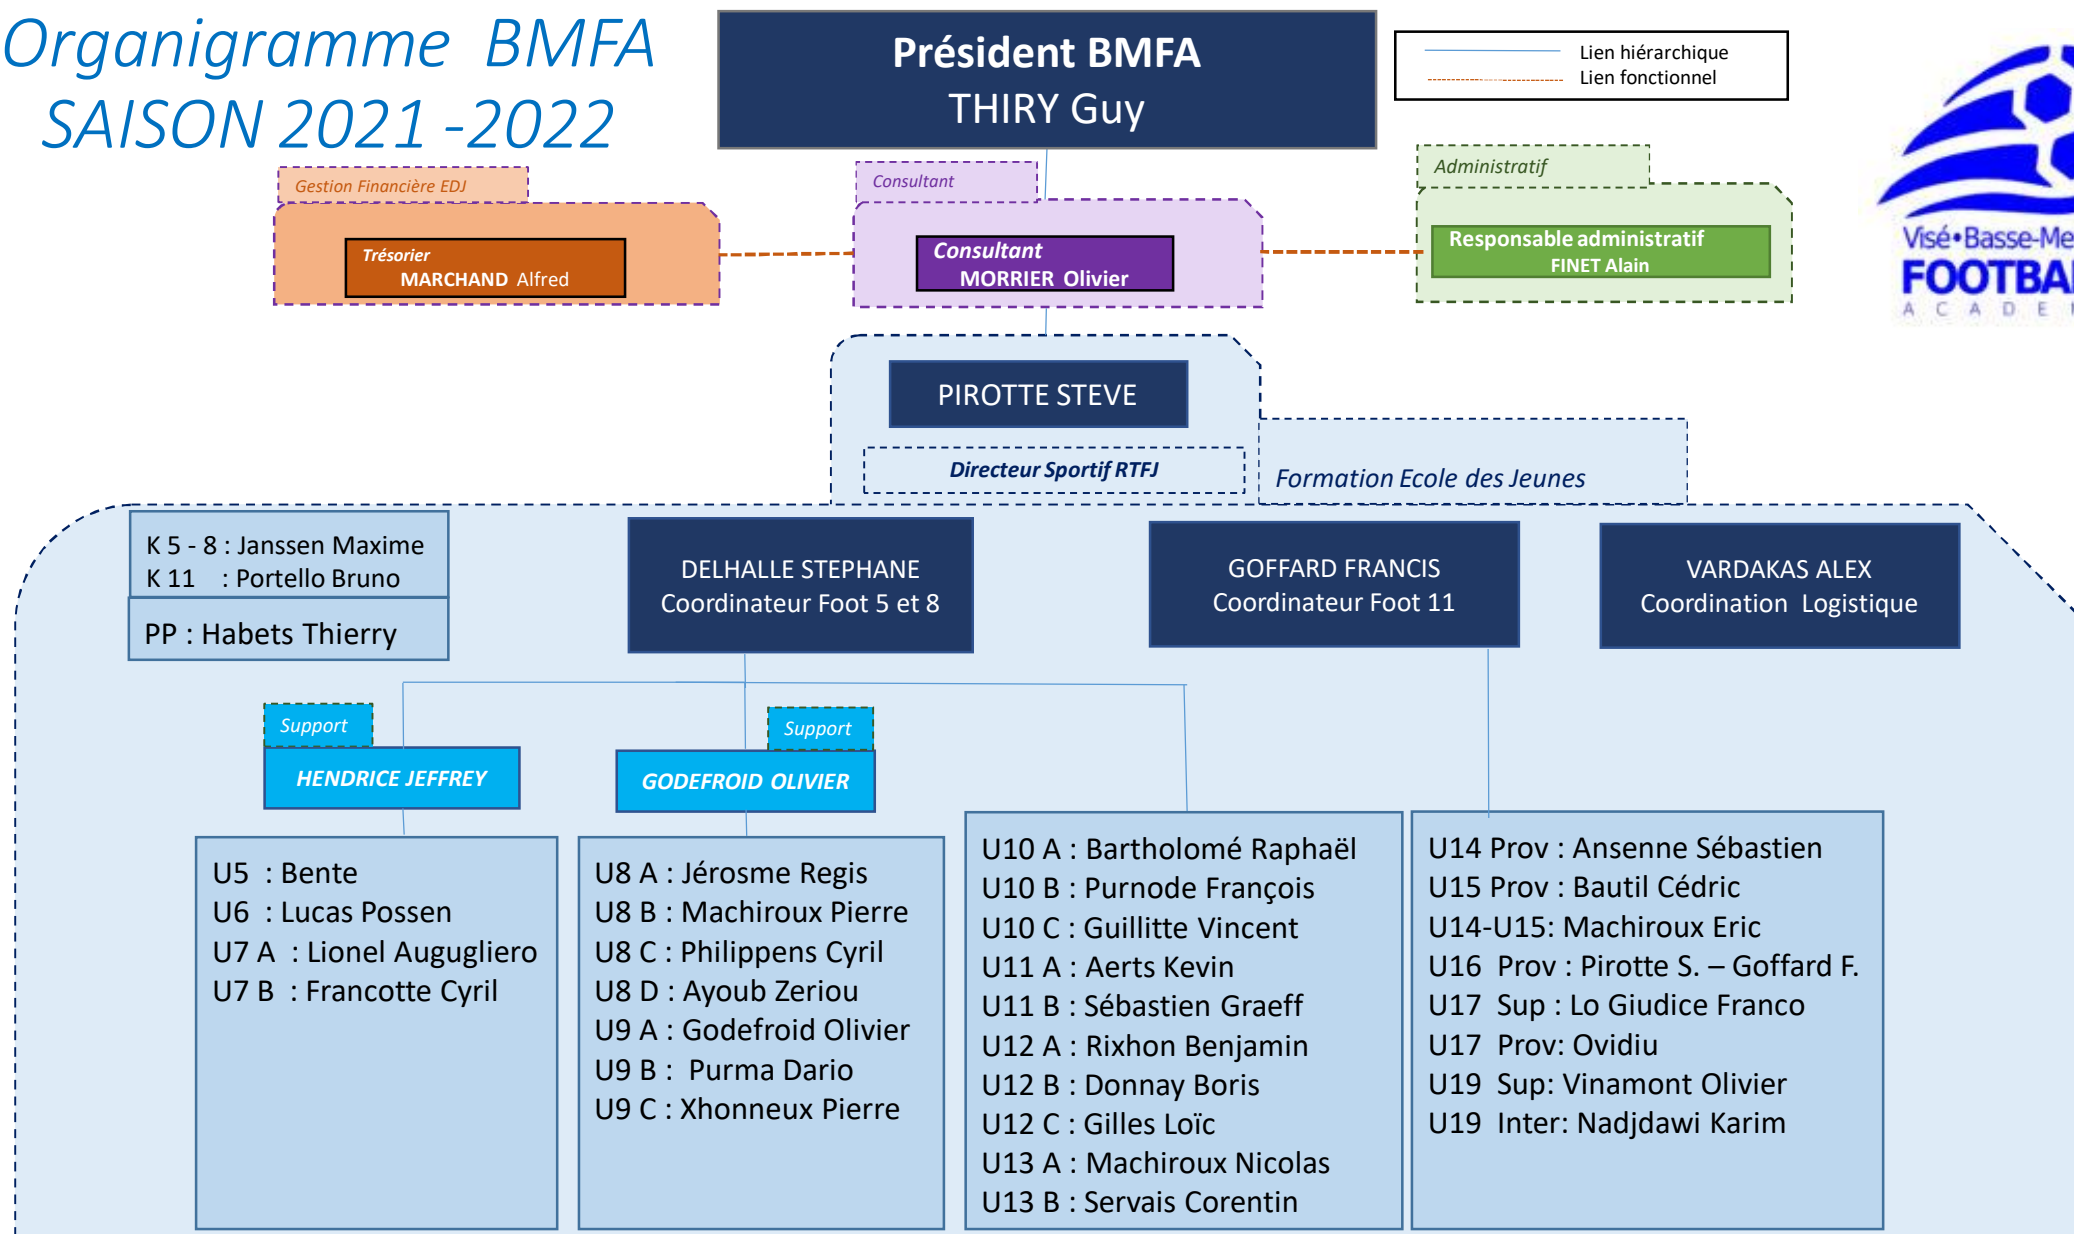 Organigramme BMFA
SAISON 2021 -2022
Président BMFA
THIRY Guy
Lien hiérarchique
Lien fonctionnel
Gestion Financière EDJ
Trésorier
MARCHAND Alfred
Consultant
Consultant
MORRIER Olivier
Administratif
Responsable administratif
FINET Alain
Visé•Basse-Me
FOOTBA
A C A D E
PIROTTE STEVE
Directeur Sportif RTFJ
Formation Ecole des Jeunes
K 5 - 8 : Janssen Maxime
K 11 : Portello Bruno
PP : Habets Thierry
DELHALLE STEPHANE
Coordinateur Foot 5 et 8
GOFFARD FRANCIS
Coordinateur Foot 11
VARDAKAS ALEX
Coordination Logistique
Support
HENDRICE JEFFREY
Support
GODEFROID OLIVIER
U5 : Bente
U6 : Lucas Possen
U7 A : Lionel Augugliero
U7 B : Francotte Cyril
U8 A : Jérosme Regis
U8 B : Machiroux Pierre
U8 C : Philippens Cyril
U8 D : Ayoub Zeriou
U9 A : Godefroid Olivier
U9 B : Purma Dario
U9 C : Xhonneux Pierre
U10 A : Bartholomé Raphaël
U10 B : Purnode François
U10 C : Guillitte Vincent
U11 A : Aerts Kevin
U11 B : Sébastien Graeff
U12 A : Rixhon Benjamin
U12 B : Donnay Boris
U12 C : Gilles Loïc
U13 A : Machiroux Nicolas
U13 B : Servais Corentin
U14 Prov : Ansenne Sébastien
U15 Prov : Bautil Cédric
U14-U15: Machiroux Eric
U16 Prov : Pirotte S. – Goffard F.
U17 Sup : Lo Giudice Franco
U17 Prov: Ovidiu
U19 Sup: Vinamont Olivier
U19 Inter: Nadjdawi Karim